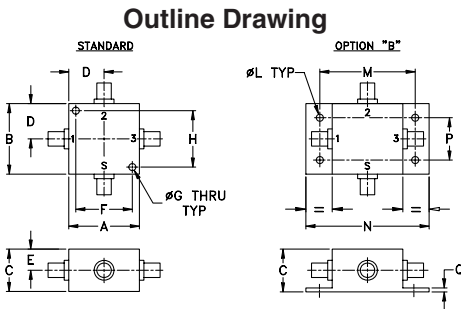 Outline Drawing
STANDARD
OPTION "B"
D
ØL TYP
M
D
B
2
1
3
S
H
2
1
3
S
P
ØG THRU
TYP
F
A
=
=
N
C
E
C
Q